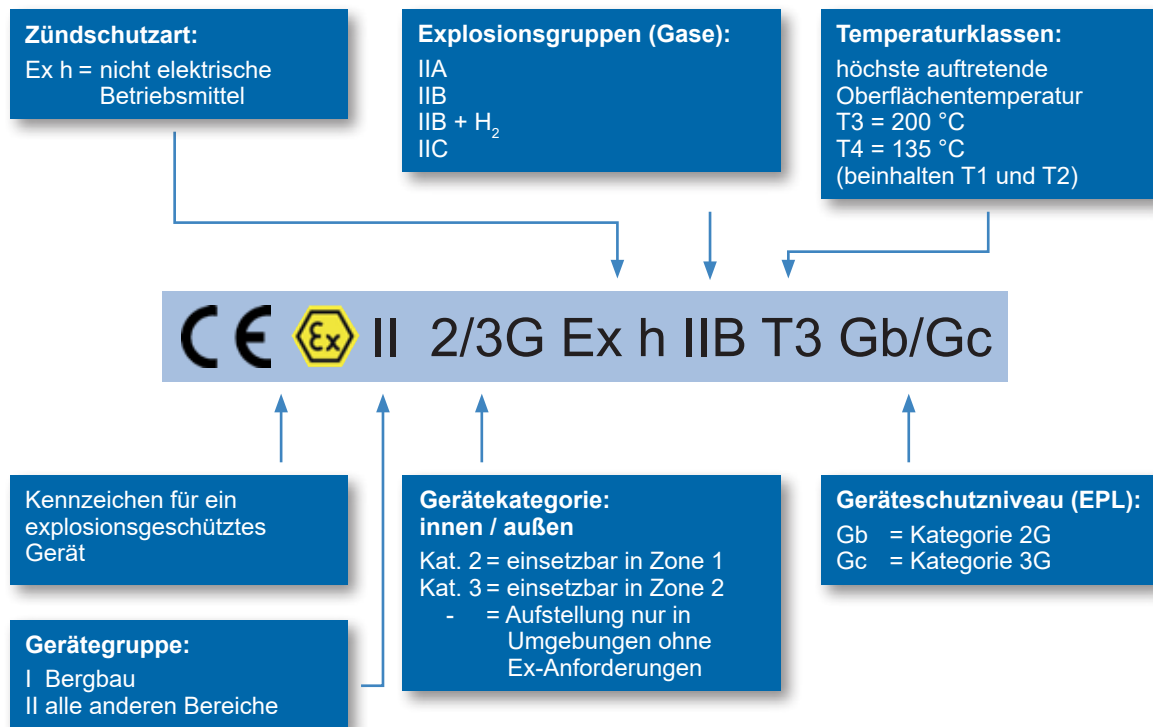 Zündschutzart:
Ex h = nicht elektrische
Betriebsmittel
Explosionsgruppen (Gase):
IIA
IIB
IIB + H₂
IIC
Temperaturklassen:
höchste auftretende
Oberflächentemperatur
T3 = 200 °C
T4 = 135 °C
(beinhalten T1 und T2)
CE Ex II 2/3G Ex h IIB T3 Gb/Gc
Kennzeichen für ein
explosionsgeschütztes
Gerät
Gerätegruppe:
I Bergbau
II alle anderen Bereiche
Gerätekategorie:
innen / außen
Kat. 2 = einsetzbar in Zone 1
Kat. 3 = einsetzbar in Zone 2
- = Aufstellung nur in
Umgebungen ohne
Ex-Anforderungen
Geräteschutzniveau (EPL):
Gb = Kategorie 2G
Gc = Kategorie 3G